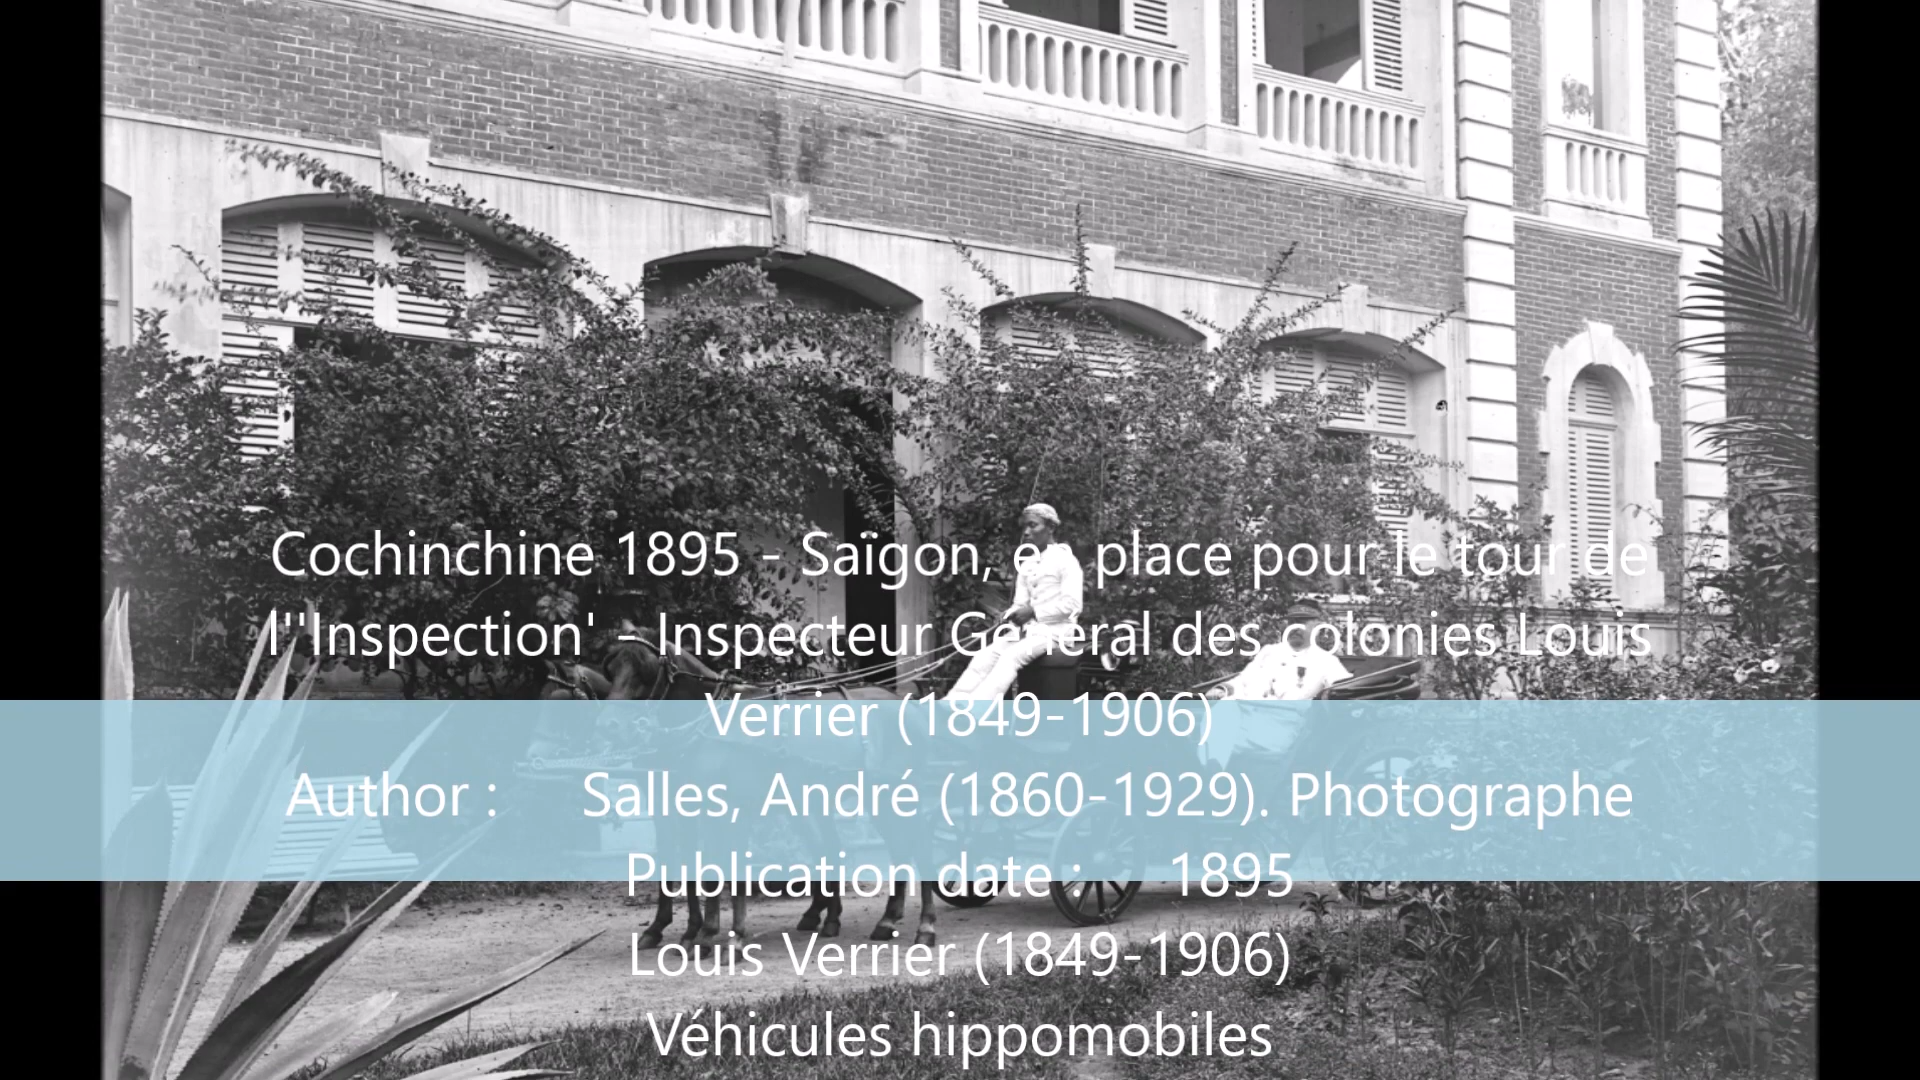 Cochinchine 1895 - Saïgon, en place pour le tour de
l''Inspection' - Inspecteur Général des colonies Louis
Verrier (1849-1906)
Author : Salles, André (1860-1929). Photographe
Publication date : 1895
Louis Verrier (1849-1906)
Véhicules hippomobiles